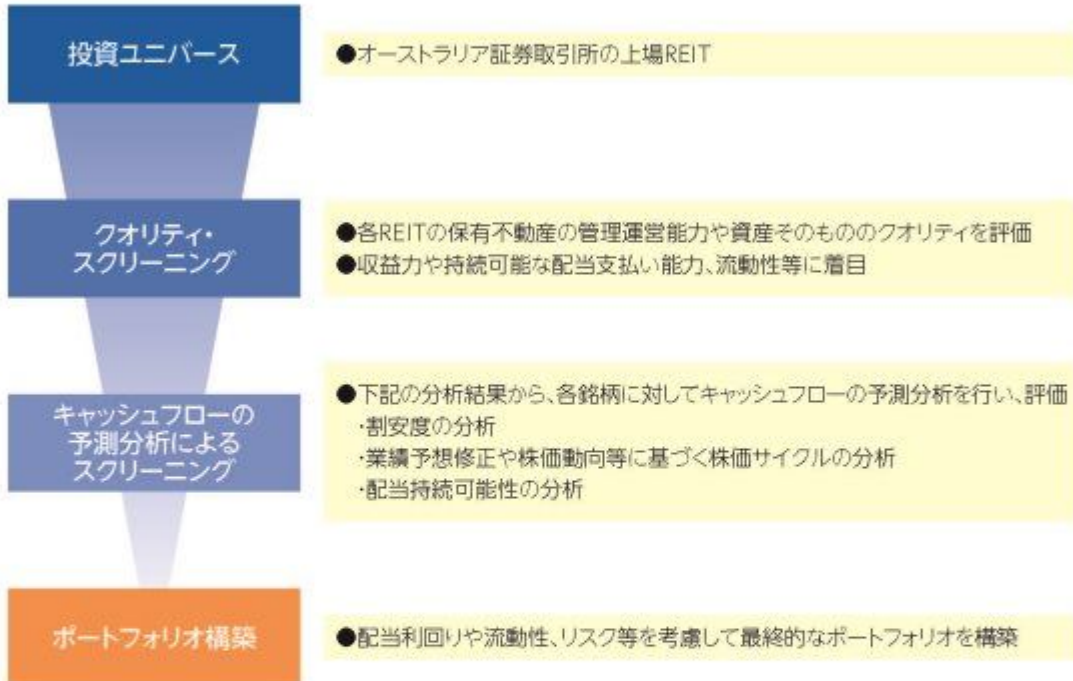 投資ユニバース
●オーストラリア証券取引所の上場REIT
クオリティ・
スクリーニング
●各REITの保有不動産の管理運営能力や資産そのもののクオリティを評価
●収益力や持続可能な配当支払い能力、流動性等に着目
キャッシュフローの
予測分析による
スクリーニング
●下記の分析結果から、各銘柄に対してキャッシュフローの予測分析を行い、評価
・割安度の分析
・業績予想修正や株価動向等に基づく株価サイクルの分析
・配当持続可能性の分析
ポートフォリオ構築
●配当利回りや流動性、リスク等を考慮して最終的なポートフォリオを構築